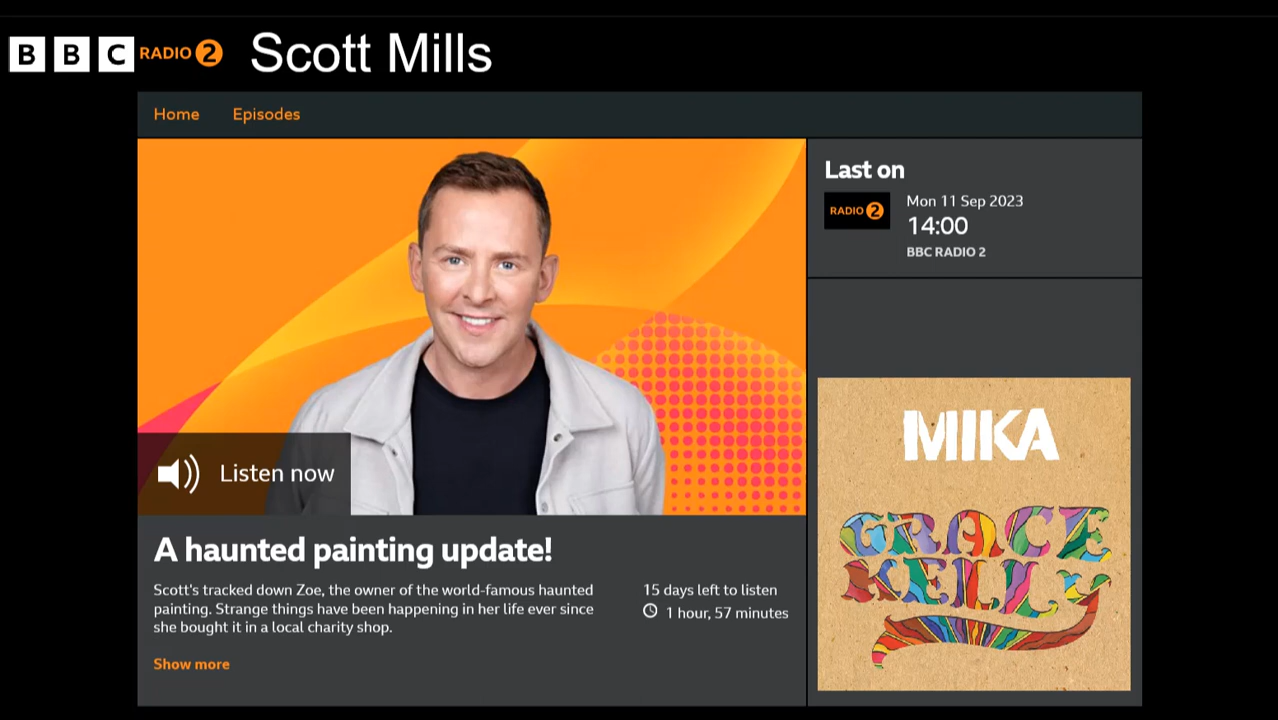 BBC RADIO 2 Scott Mills
Home Episodes
Last on
RADIO 2
Mon 11 Sep 2023
14:00
BBC RADIO 2
Listen now
MIKA
GRACE
KELLY
A haunted painting update!
Scott's tracked down Zoe, the owner of the world-famous haunted
painting. Strange things have been happening in her life ever since
she bought it in a local charity shop.
15 days left to listen
1 hour, 57 minutes
Show more